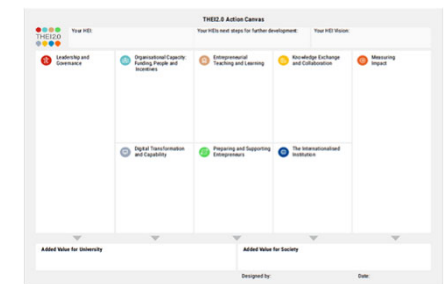 THEI2.0 Action Canvas
THEI2.0
Your HEI:
Your HEIs next steps for further development:
Your HEI Vision:
Leadership and
Governance
Organisational Capacity:
Funding, People and
Incentives
Entrepreneurial
Teaching and Learning
Knowledge Exchange
and Collaboration
Measuring
Impact
Digital Transformation
and Capability
Preparing and Supporting
Entrepreneurs
The Internationalised
Institution
Added Value for University
Added Value for Society
Designed by:
Date: